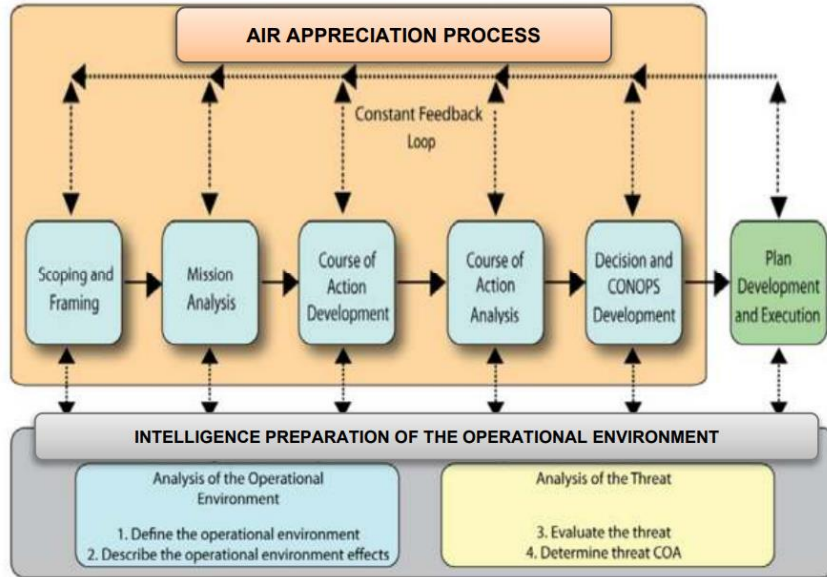 AIR APPRECIATION PROCESS
Constant Feedback
Loop
Scoping and
Framing
Mission
Analysis
Course of
Action
Development
Course of
Action
Analysis
Decision and
CONOPS
Development
Plan
Development
and Execution
INTELLIGENCE PREPARATION OF THE OPERATIONAL ENVIRONMENT
Analysis of the Operational
Environment
1. Define the operational environment
2. Describe the operational environment effects
Analysis of the Threat
3. Evaluate the threat
4. Determine threat COA